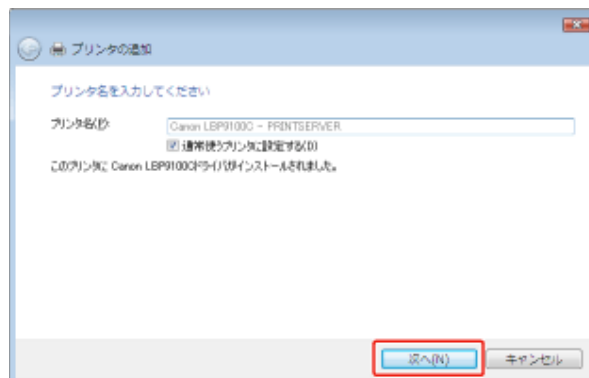 プリンタの追加
プリンタ名を入力してください
プリンタ名(P): Canon LBP9100C - PRINTSERVER
通常使うプリンタに設定する(D)
このプリンタに Canon LBP9100Cドライバがインストールされました。
次へ(N) キャンセル